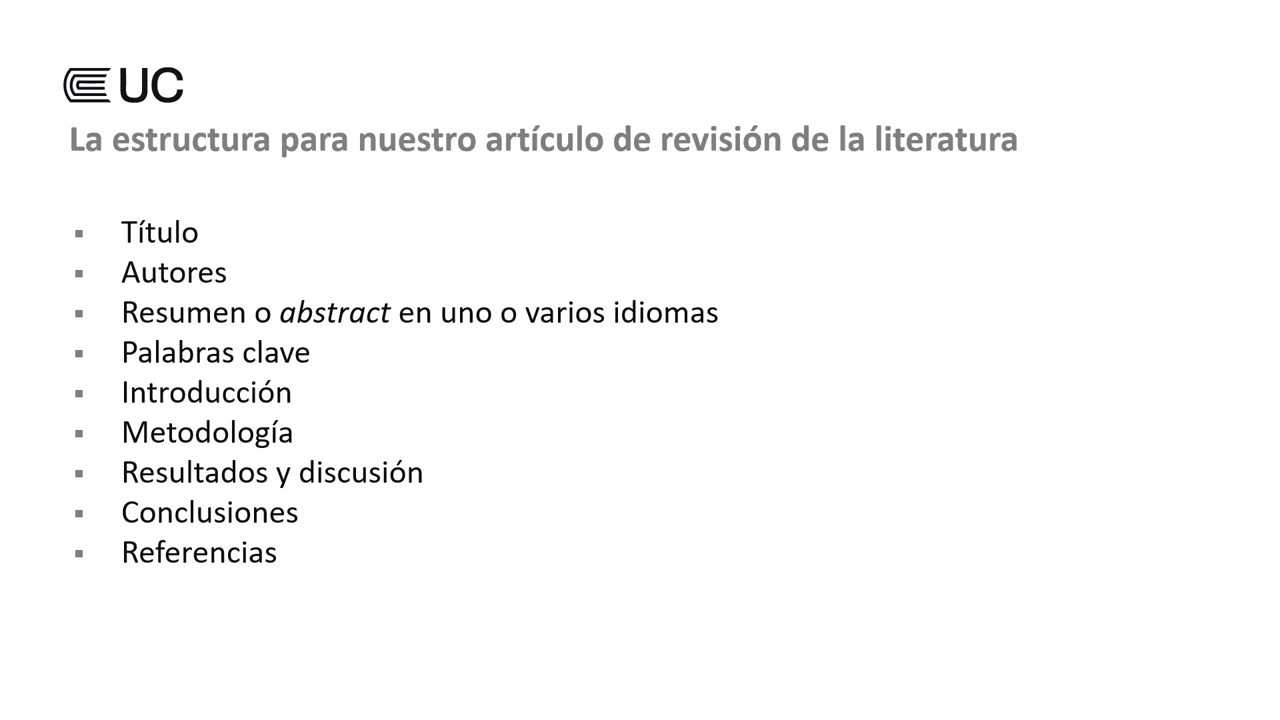 UC
La estructura para nuestro artículo de revisión de la literatura
▪ Título
▪ Autores
▪ Resumen o abstract en uno o varios idiomas
▪ Palabras clave
▪ Introducción
▪ Metodología
▪ Resultados y discusión
▪ Conclusiones
▪ Referencias